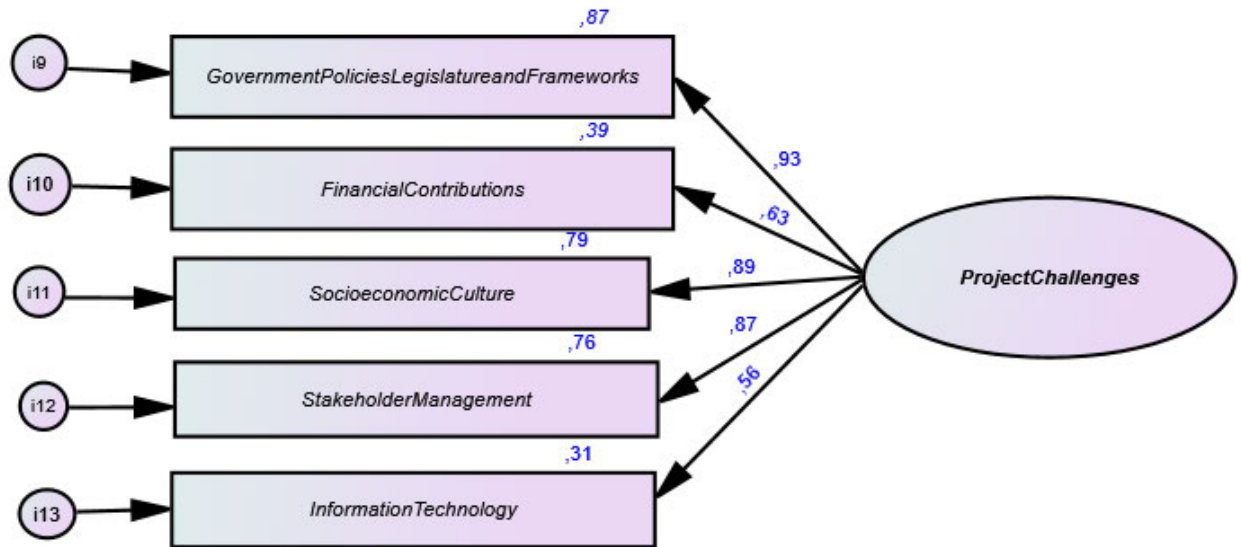 ,87
i9
GovernmentPoliciesLegislatureandFrameworks
,39
,93
i10
FinancialContributions
,63
,79
i11
SocioeconomicCulture
,89
ProjectChallenges
,76
,87
i12
StakeholderManagement
,56
,31
i13
InformationTechnology